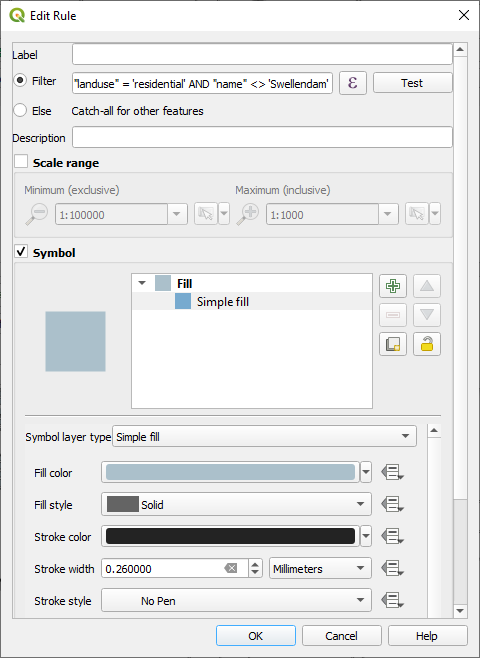 Edit Rule
Label
Filter "landuse" = 'residential' AND "name" <> 'Swellendam' ε Test
Else Catch-all for other features
Description
Scale range
Minimum (exclusive) Maximum (inclusive)
1:100000 1:1000
Symbol
Fill
Simple fill
Symbol layer type Simple fill
Fill color
Fill style Solid
Stroke color
Stroke width 0.260000 Millimeters
Stroke style No Pen
OK Cancel Help